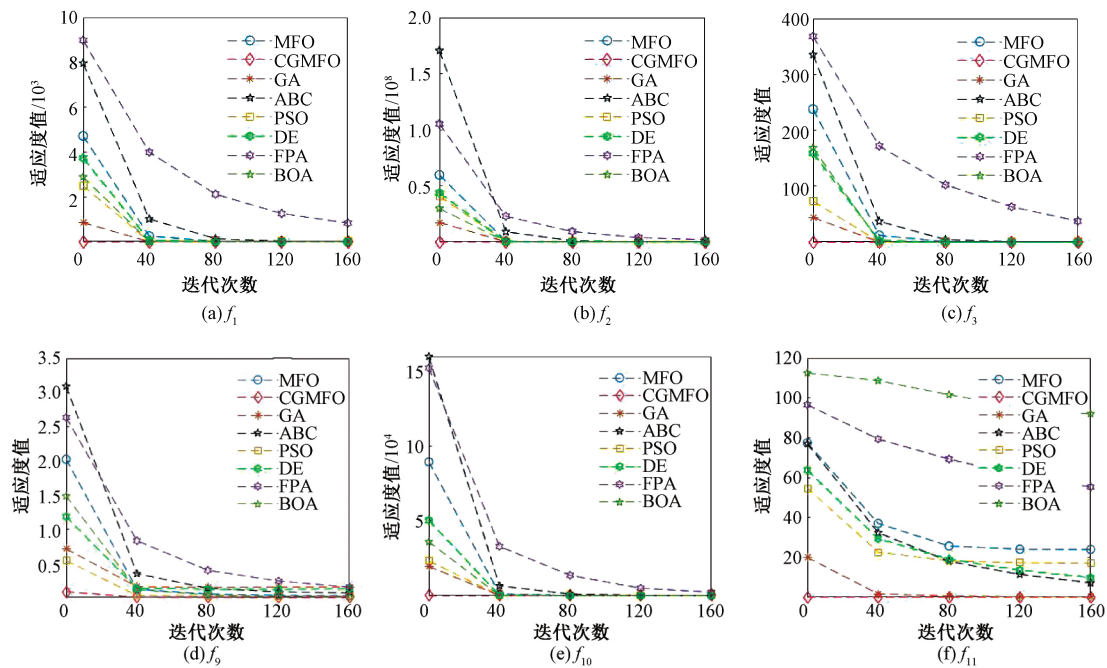 10
8
6
4
2
适应度值/10³
MFO
CGMFO
GA
ABC
PSO
DE
FPA
BOA
0 40 80 120 160
迭代次数
(a) f₁
2.0
1.5
1.0
0.5
适应度值/10⁸
MFO
CGMFO
GA
ABC
PSO
DE
FPA
BOA
0 40 80 120 160
迭代次数
(b) f₂
400
300
200
100
适应度值
MFO
CGMFO
GA
ABC
PSO
DE
FPA
BOA
0 40 80 120 160
迭代次数
(c) f₃
3.5
3.0
2.5
2.0
1.5
1.0
0.5
适应度值
MFO
CGMFO
GA
ABC
PSO
DE
FPA
BOA
0 40 80 120 160
迭代次数
(d) f₉
15
10
5
适应度值/10⁴
MFO
CGMFO
GA
ABC
PSO
DE
FPA
BOA
0 40 80 120 160
迭代次数
(e) f₁₀
120
100
80
60
40
20
适应度值
MFO
CGMFO
GA
ABC
PSO
DE
FPA
BOA
0 40 80 120 160
迭代次数
(f) f₁₁